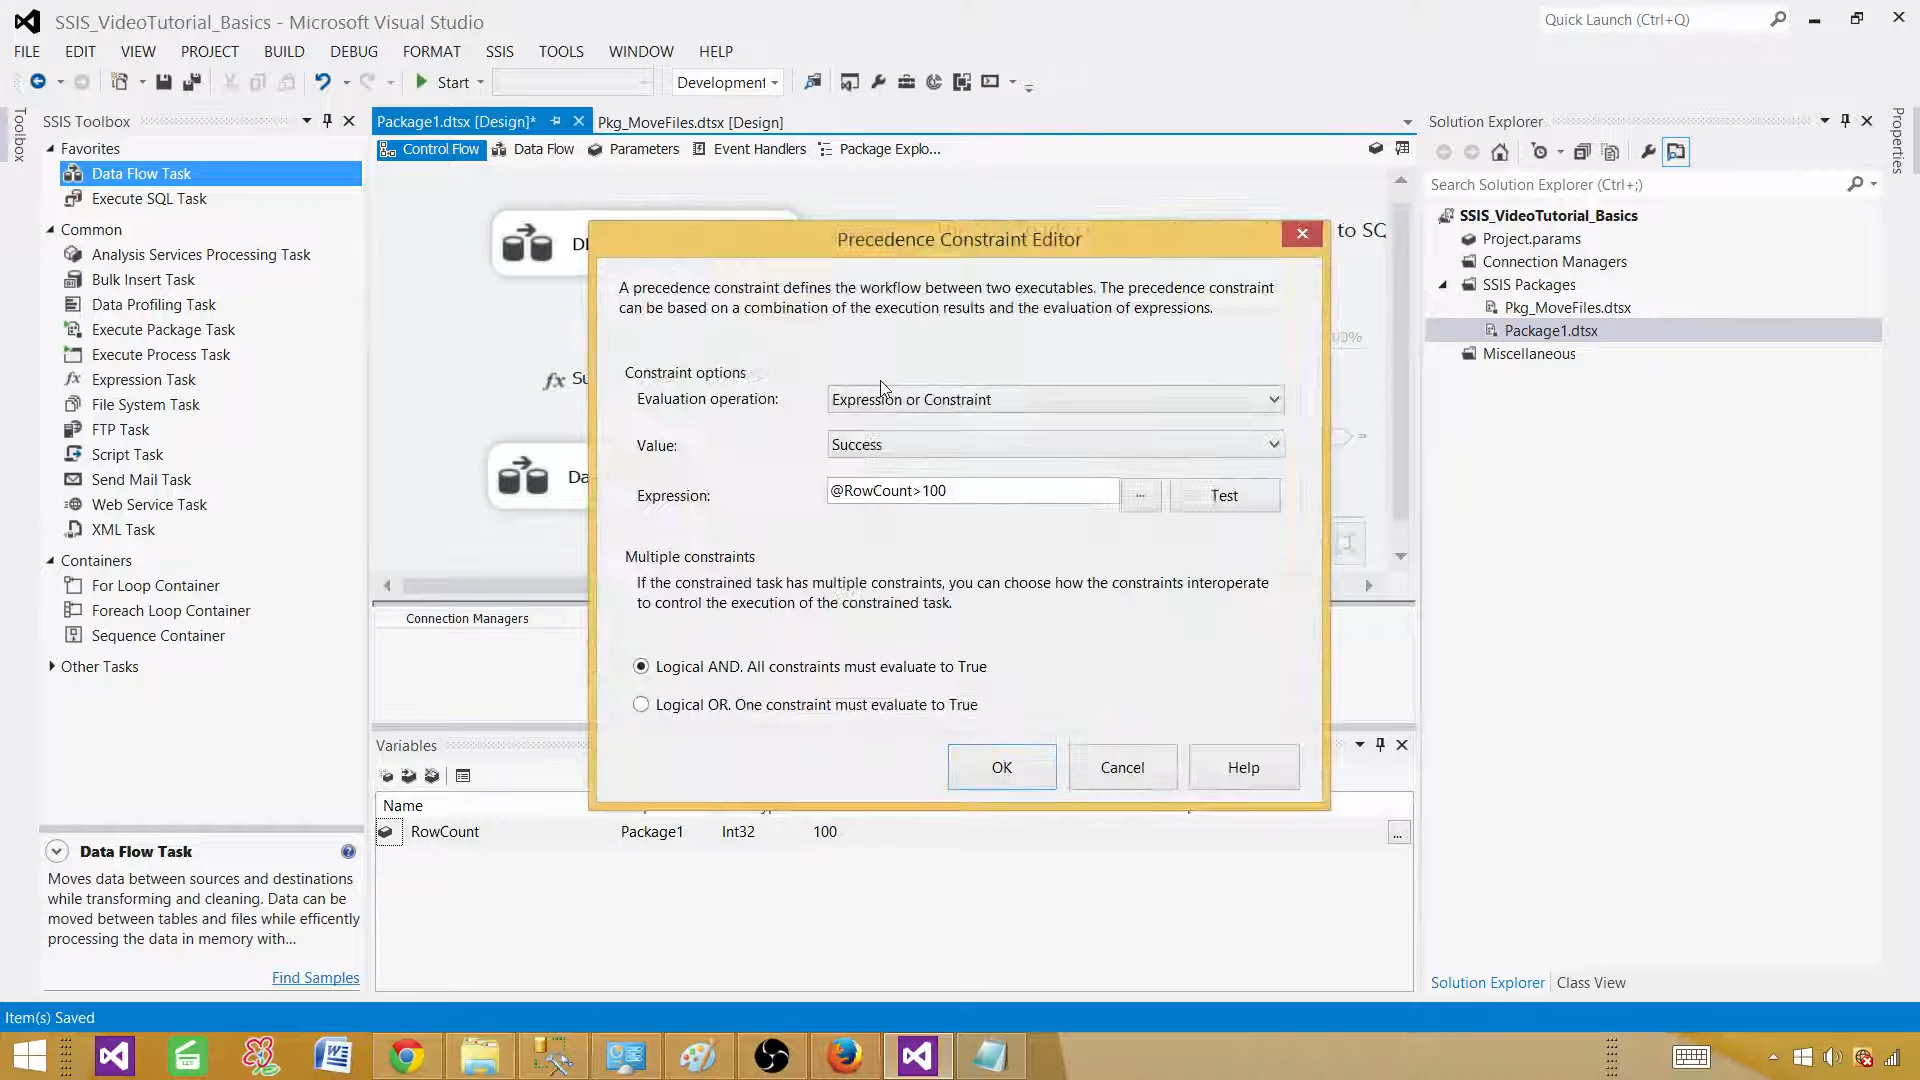 SSIS_VideoTutorial_Basics - Microsoft Visual Studio
Quick Launch (Ctrl+Q)
FILE EDIT VIEW PROJECT BUILD DEBUG FORMAT SSIS TOOLS WINDOW HELP
Start
Development
Toolbox
SSIS Toolbox
Favorites
Data Flow Task
Execute SQL Task
Common
Analysis Services Processing Task
Bulk Insert Task
Data Profiling Task
Execute Package Task
Execute Process Task
Expression Task
File System Task
FTP Task
Script Task
Send Mail Task
Web Service Task
XML Task
Containers
For Loop Container
Foreach Loop Container
Sequence Container
Other Tasks
Data Flow Task
Moves data between sources and destinations
while transforming and cleaning. Data can be
moved between tables and files while efficently
processing the data in memory with...
Find Samples
Package1.dtsx [Design]*
Pkg_MoveFiles.dtsx [Design]
Control Flow
Data Flow
Parameters
Event Handlers
Package Explo...
to SQ
fx Su
Da
Precedence Constraint Editor
A precedence constraint defines the workflow between two executables. The precedence constraint
can be based on a combination of the execution results and the evaluation of expressions.
Constraint options
Evaluation operation: Expression or Constraint
Value: Success
Expression: @RowCount>100 ... Test
Multiple constraints
If the constrained task has multiple constraints, you can choose how the constraints interoperate
to control the execution of the constrained task.
Logical AND. All constraints must evaluate to True
Logical OR. One constraint must evaluate to True
OK Cancel Help
Connection Managers
Variables
Name
RowCount Package1 Int32 100 ...
Solution Explorer
Search Solution Explorer (Ctrl+;)
SSIS_VideoTutorial_Basics
Project.params
Connection Managers
SSIS Packages
Pkg_MoveFiles.dtsx
Package1.dtsx
Miscellaneous
Solution Explorer Class View
Properties
Item(s) Saved